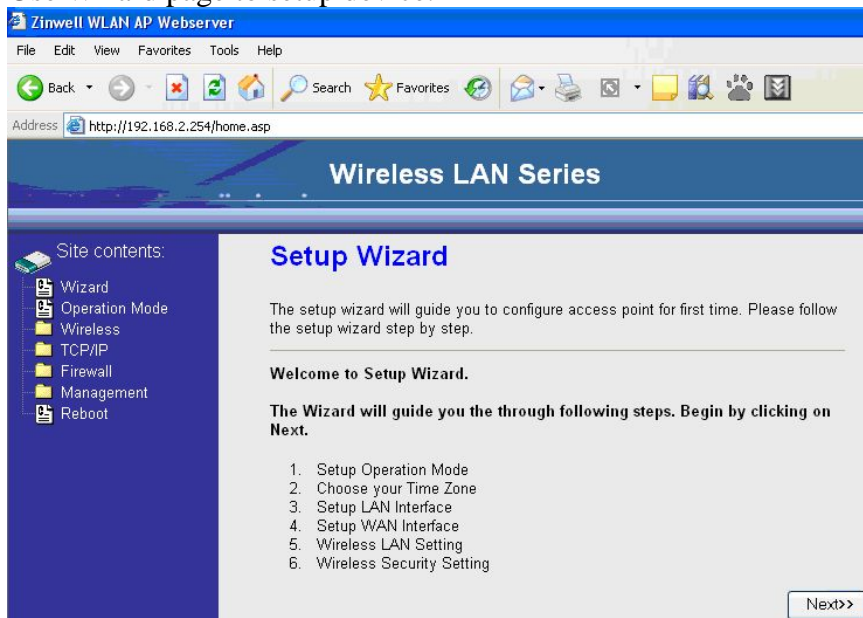 Zinwell WLAN AP Webserver
File Edit View Favorites Tools Help
Back Search Favorites
Address http://192.168.2.254/home.asp
Wireless LAN Series
Site contents:
Wizard
Operation Mode
Wireless
TCP/IP
Firewall
Management
Reboot
Setup Wizard
The setup wizard will guide you to configure access point for first time. Please follow
the setup wizard step by step.
Welcome to Setup Wizard.
The Wizard will guide you the through following steps. Begin by clicking on
Next.
1. Setup Operation Mode
2. Choose your Time Zone
3. Setup LAN Interface
4. Setup WAN Interface
5. Wireless LAN Setting
6. Wireless Security Setting
Next>>